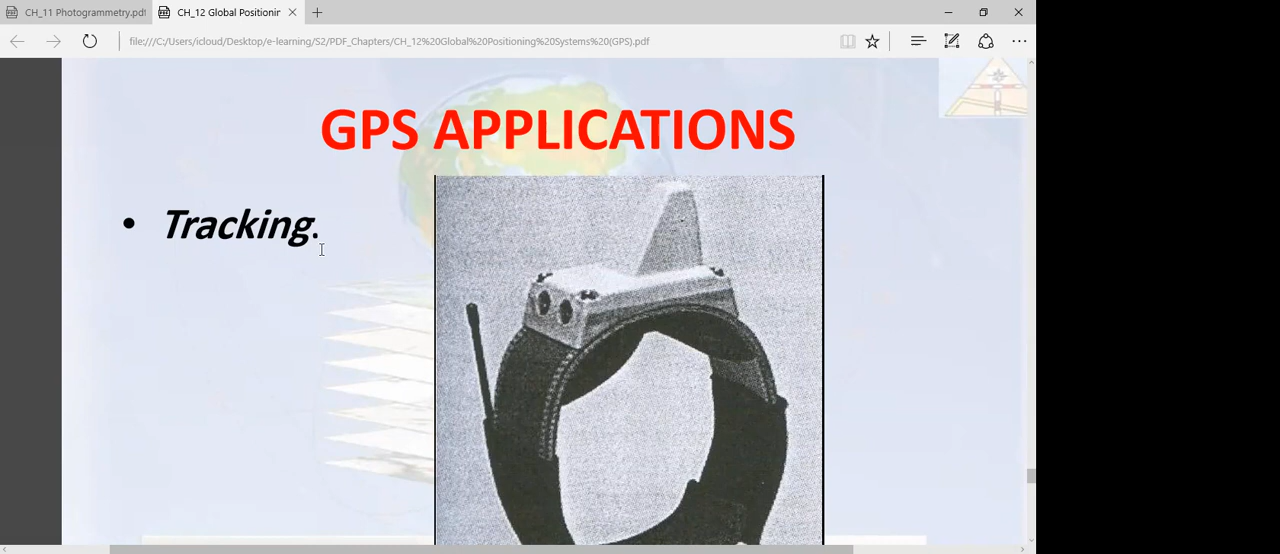 CH_11 Photogrammetry.pdf
CH_12 Global Positionin
file:///C:/Users/icloud/Desktop/e-learning/S2/PDF_Chapters/CH_12%20Global%20Positioning%20Systems%20(GPS).pdf
GPS APPLICATIONS
• Tracking.